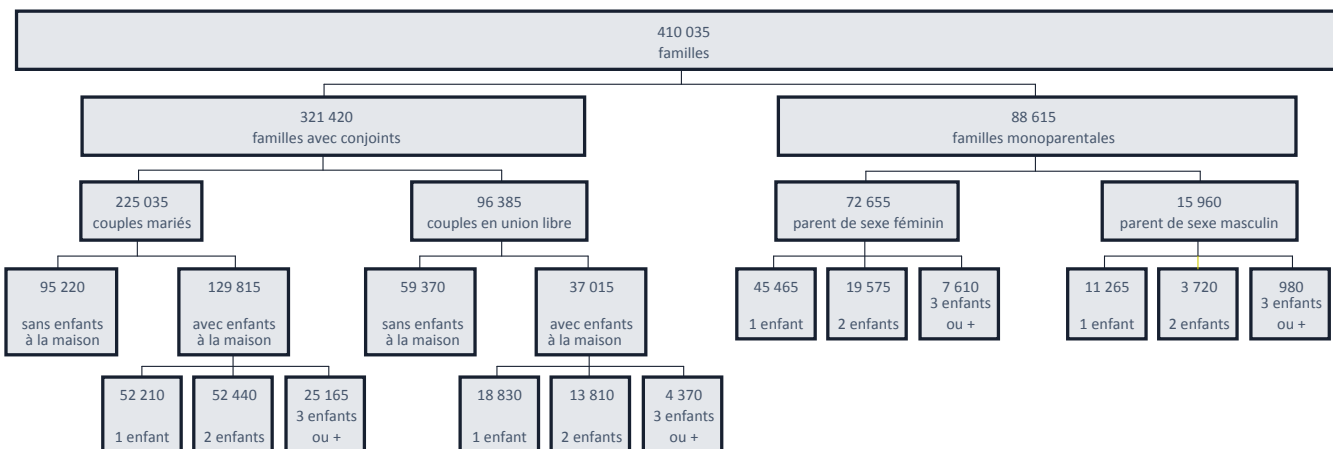 410 035
familles
321 420
familles avec conjoints
88 615
familles monoparentales
225 035
couples mariés
96 385
couples en union libre
72 655
parent de sexe féminin
15 960
parent de sexe masculin
95 220
sans enfants
à la maison
129 815
avec enfants
à la maison
59 370
sans enfants
à la maison
37 015
avec enfants
à la maison
45 465
1 enfant
19 575
2 enfants
7 610
3 enfants
ou +
11 265
1 enfant
3 720
2 enfants
980
3 enfants
ou +
52 210
1 enfant
52 440
2 enfants
25 165
3 enfants
ou +
18 830
1 enfant
13 810
2 enfants
4 370
3 enfants
ou +